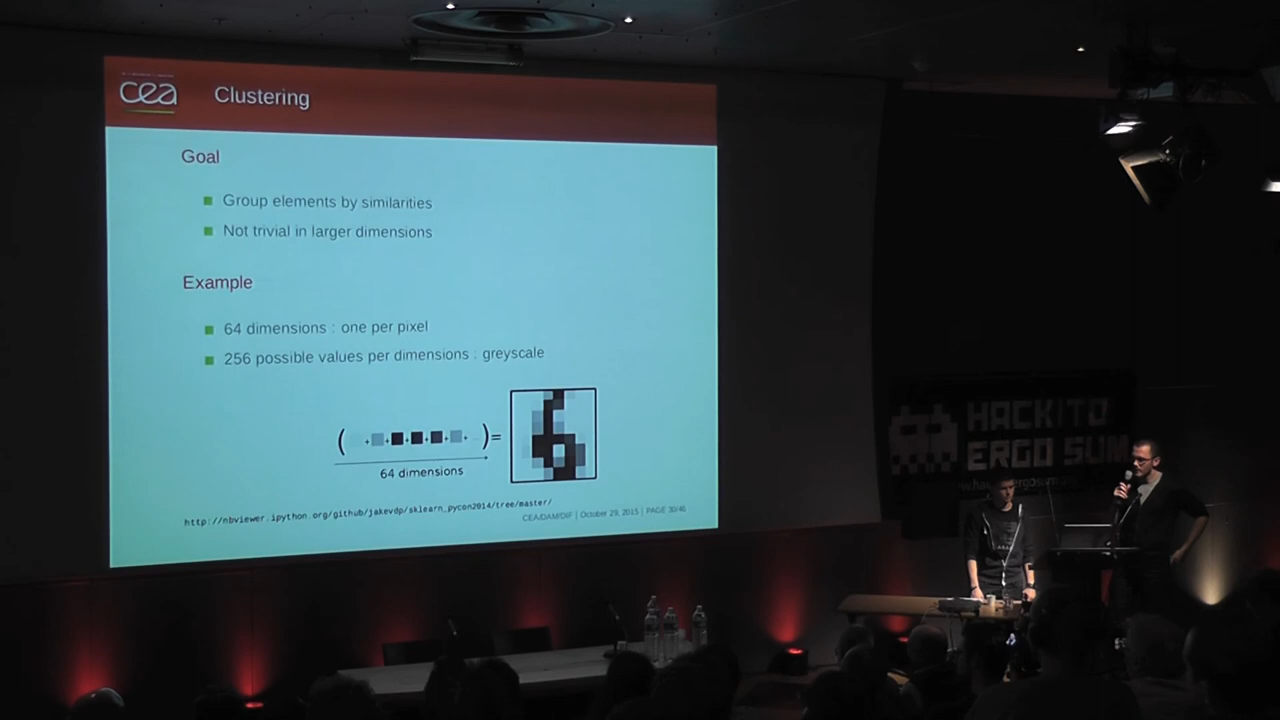 cea
Clustering
Goal
Group elements by similarities
Not trivial in larger dimensions
Example
64 dimensions : one per pixel
256 possible values per dimensions : greyscale
( + + + + + + )=
64 dimensions
http://nbviewer.ipython.org/github/jakevdp/sklearn_pycon2014/tree/master/
CEA/DAM/DIF | October 29, 2015 | PAGE 30/46
HACKITO
ERGO SUM